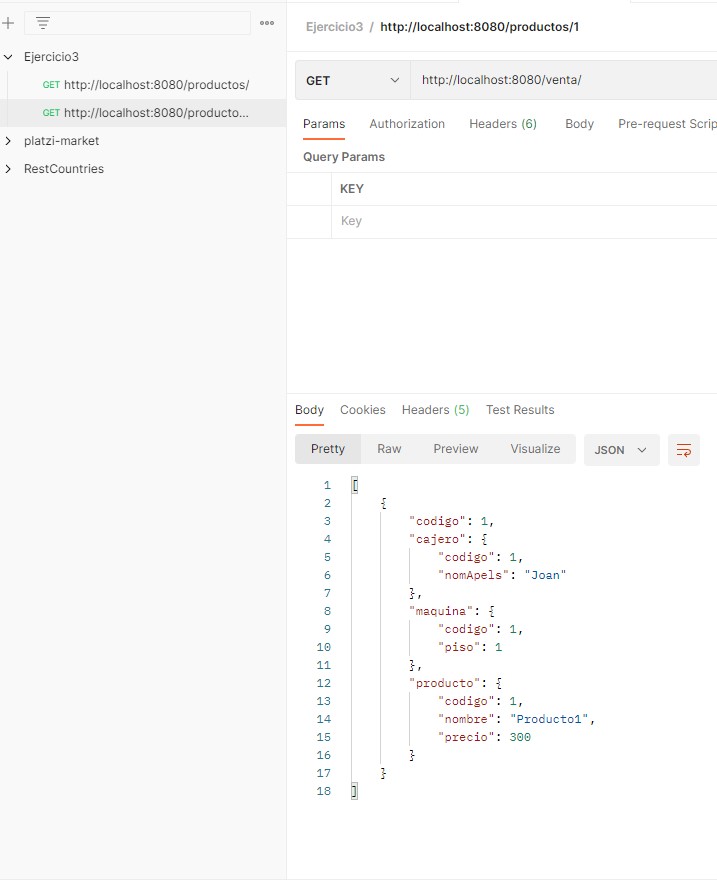 Ejercicio3
GET http://localhost:8080/productos/
GET http://localhost:8080/producto...
platzi-market
RestCountries
Ejercicio3 / http://localhost:8080/productos/1
GET http://localhost:8080/venta/
Params Authorization Headers (6) Body Pre-request Scrip
Query Params
KEY
Key
Body Cookies Headers (5) Test Results
Pretty Raw Preview Visualize JSON
1 [
2 {
3 "codigo": 1,
4 "cajero": {
5 "codigo": 1,
6 "nomApels": "Joan"
7 },
8 "maquina": {
9 "codigo": 1,
10 "piso": 1
11 },
12 "producto": {
13 "codigo": 1,
14 "nombre": "Producto1",
15 "precio": 300
16 }
17 }
18 ]